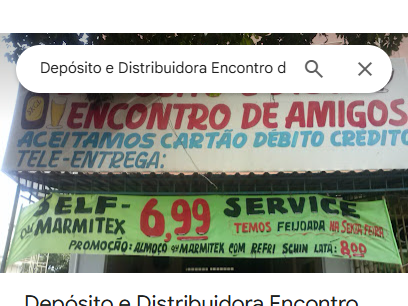 Depósito e Distribuidora Encontro d
ENCONTRO DE AMIGOS
ACEITAMOS CARTÃO DÉBITO CRÉDITO
TELE-ENTREGA:
SELF- SERVICE
OU MARMITEX 6,99 TEMOS FEIJOADA NA SEXTA FEIRA
PROMOÇÃO: ALMOÇO OU MARMITEX COM REFRI SCHIN LATA: 8,00
Depósito e Distribuidora Encontro